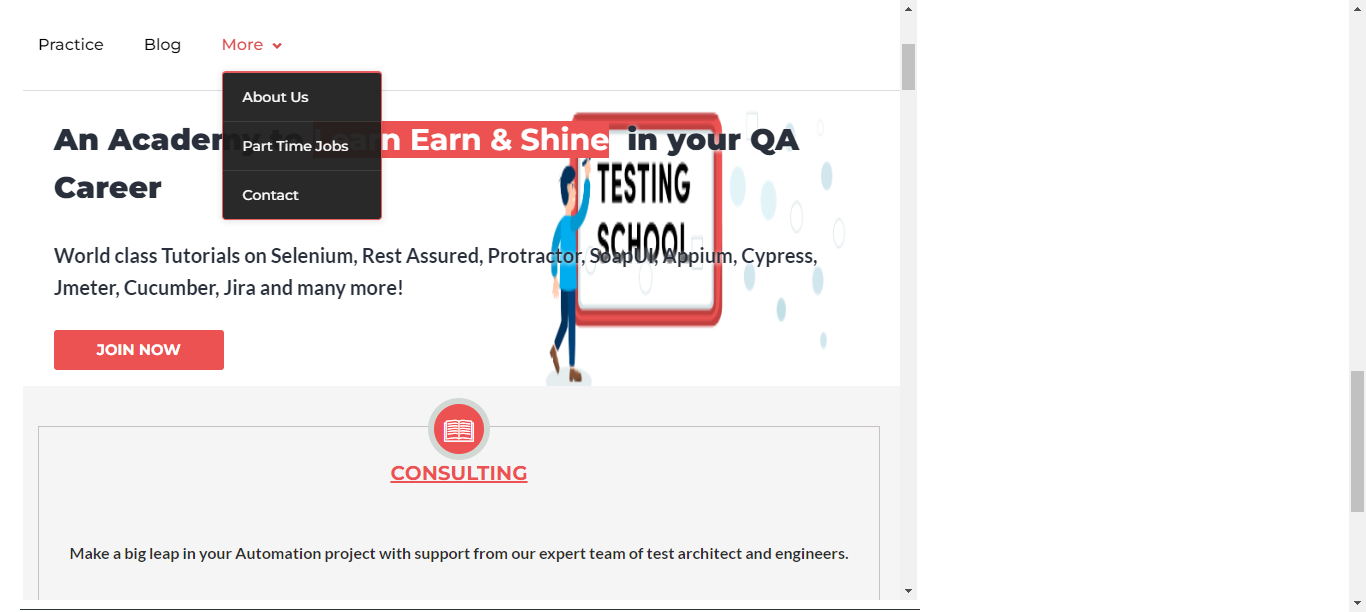 Practice Blog More
About Us
An Academy to Learn Earn & Shine in your QA
Part Time Jobs
Career
Contact
TESTING
SCHOOL
World class Tutorials on Selenium, Rest Assured, Protractor, SoapUI, Appium, Cypress,
Jmeter, Cucumber, Jira and many more!
JOIN NOW
CONSULTING
Make a big leap in your Automation project with support from our expert team of test architect and engineers.